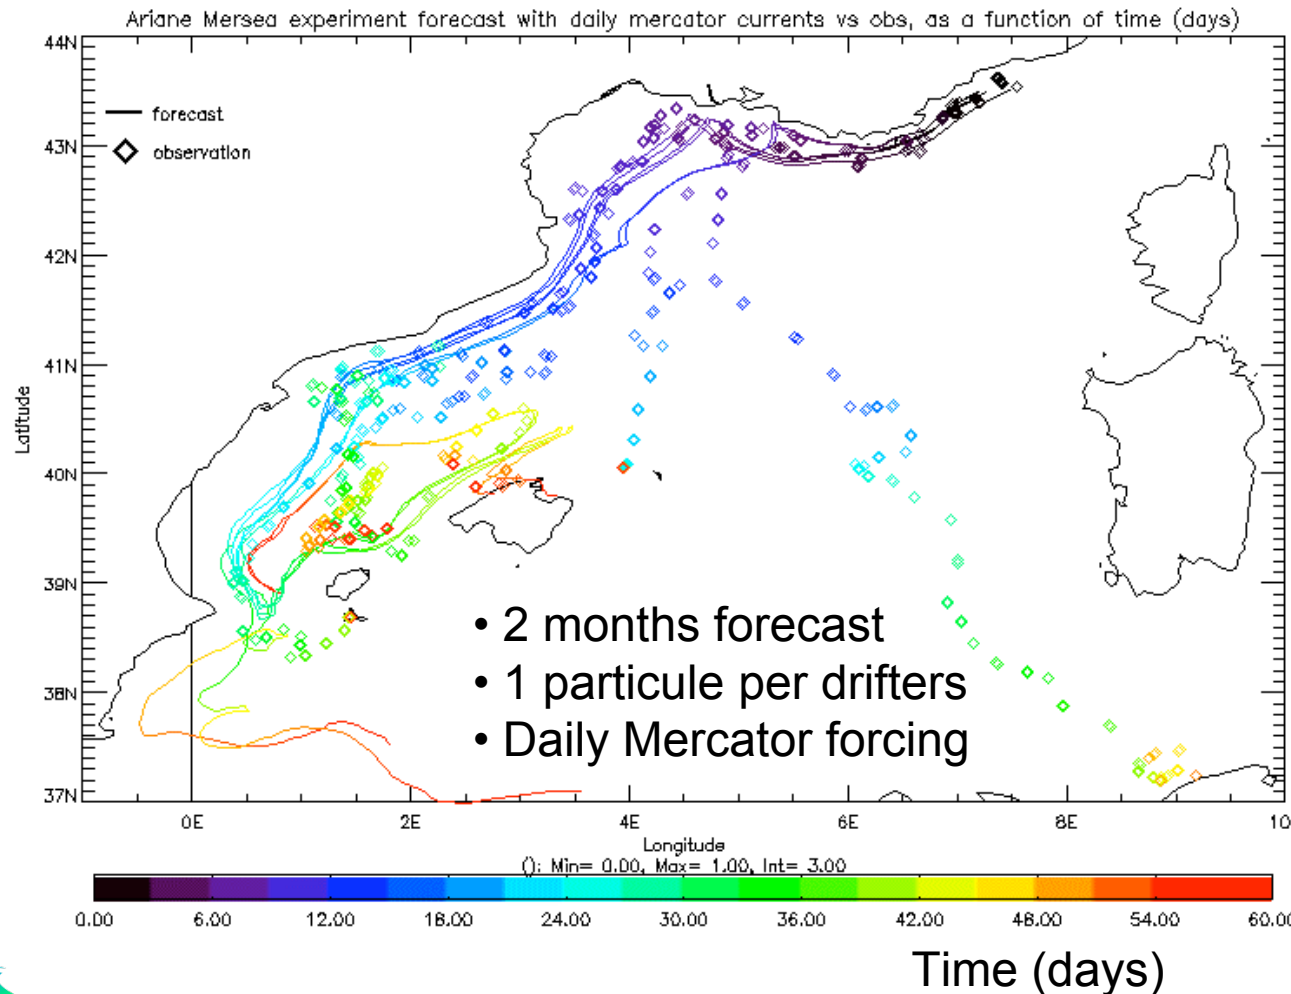 Ariane Mersea experiment forecast with daily mercator currents vs obs, as a function of time (days)
44N
forecast
observation
43N
42N
41N
Latitude
40N
39N
38N
37N
• 2 months forecast
• 1 particule per drifters
• Daily Mercator forcing
0E 2E 4E 6E 8E 10
Longitude
(): Min= 0.00, Max= 1.00, Int= 3.00
0.00 6.00 12.00 18.00 24.00 30.00 36.00 42.00 48.00 54.00 60.00
Time (days)